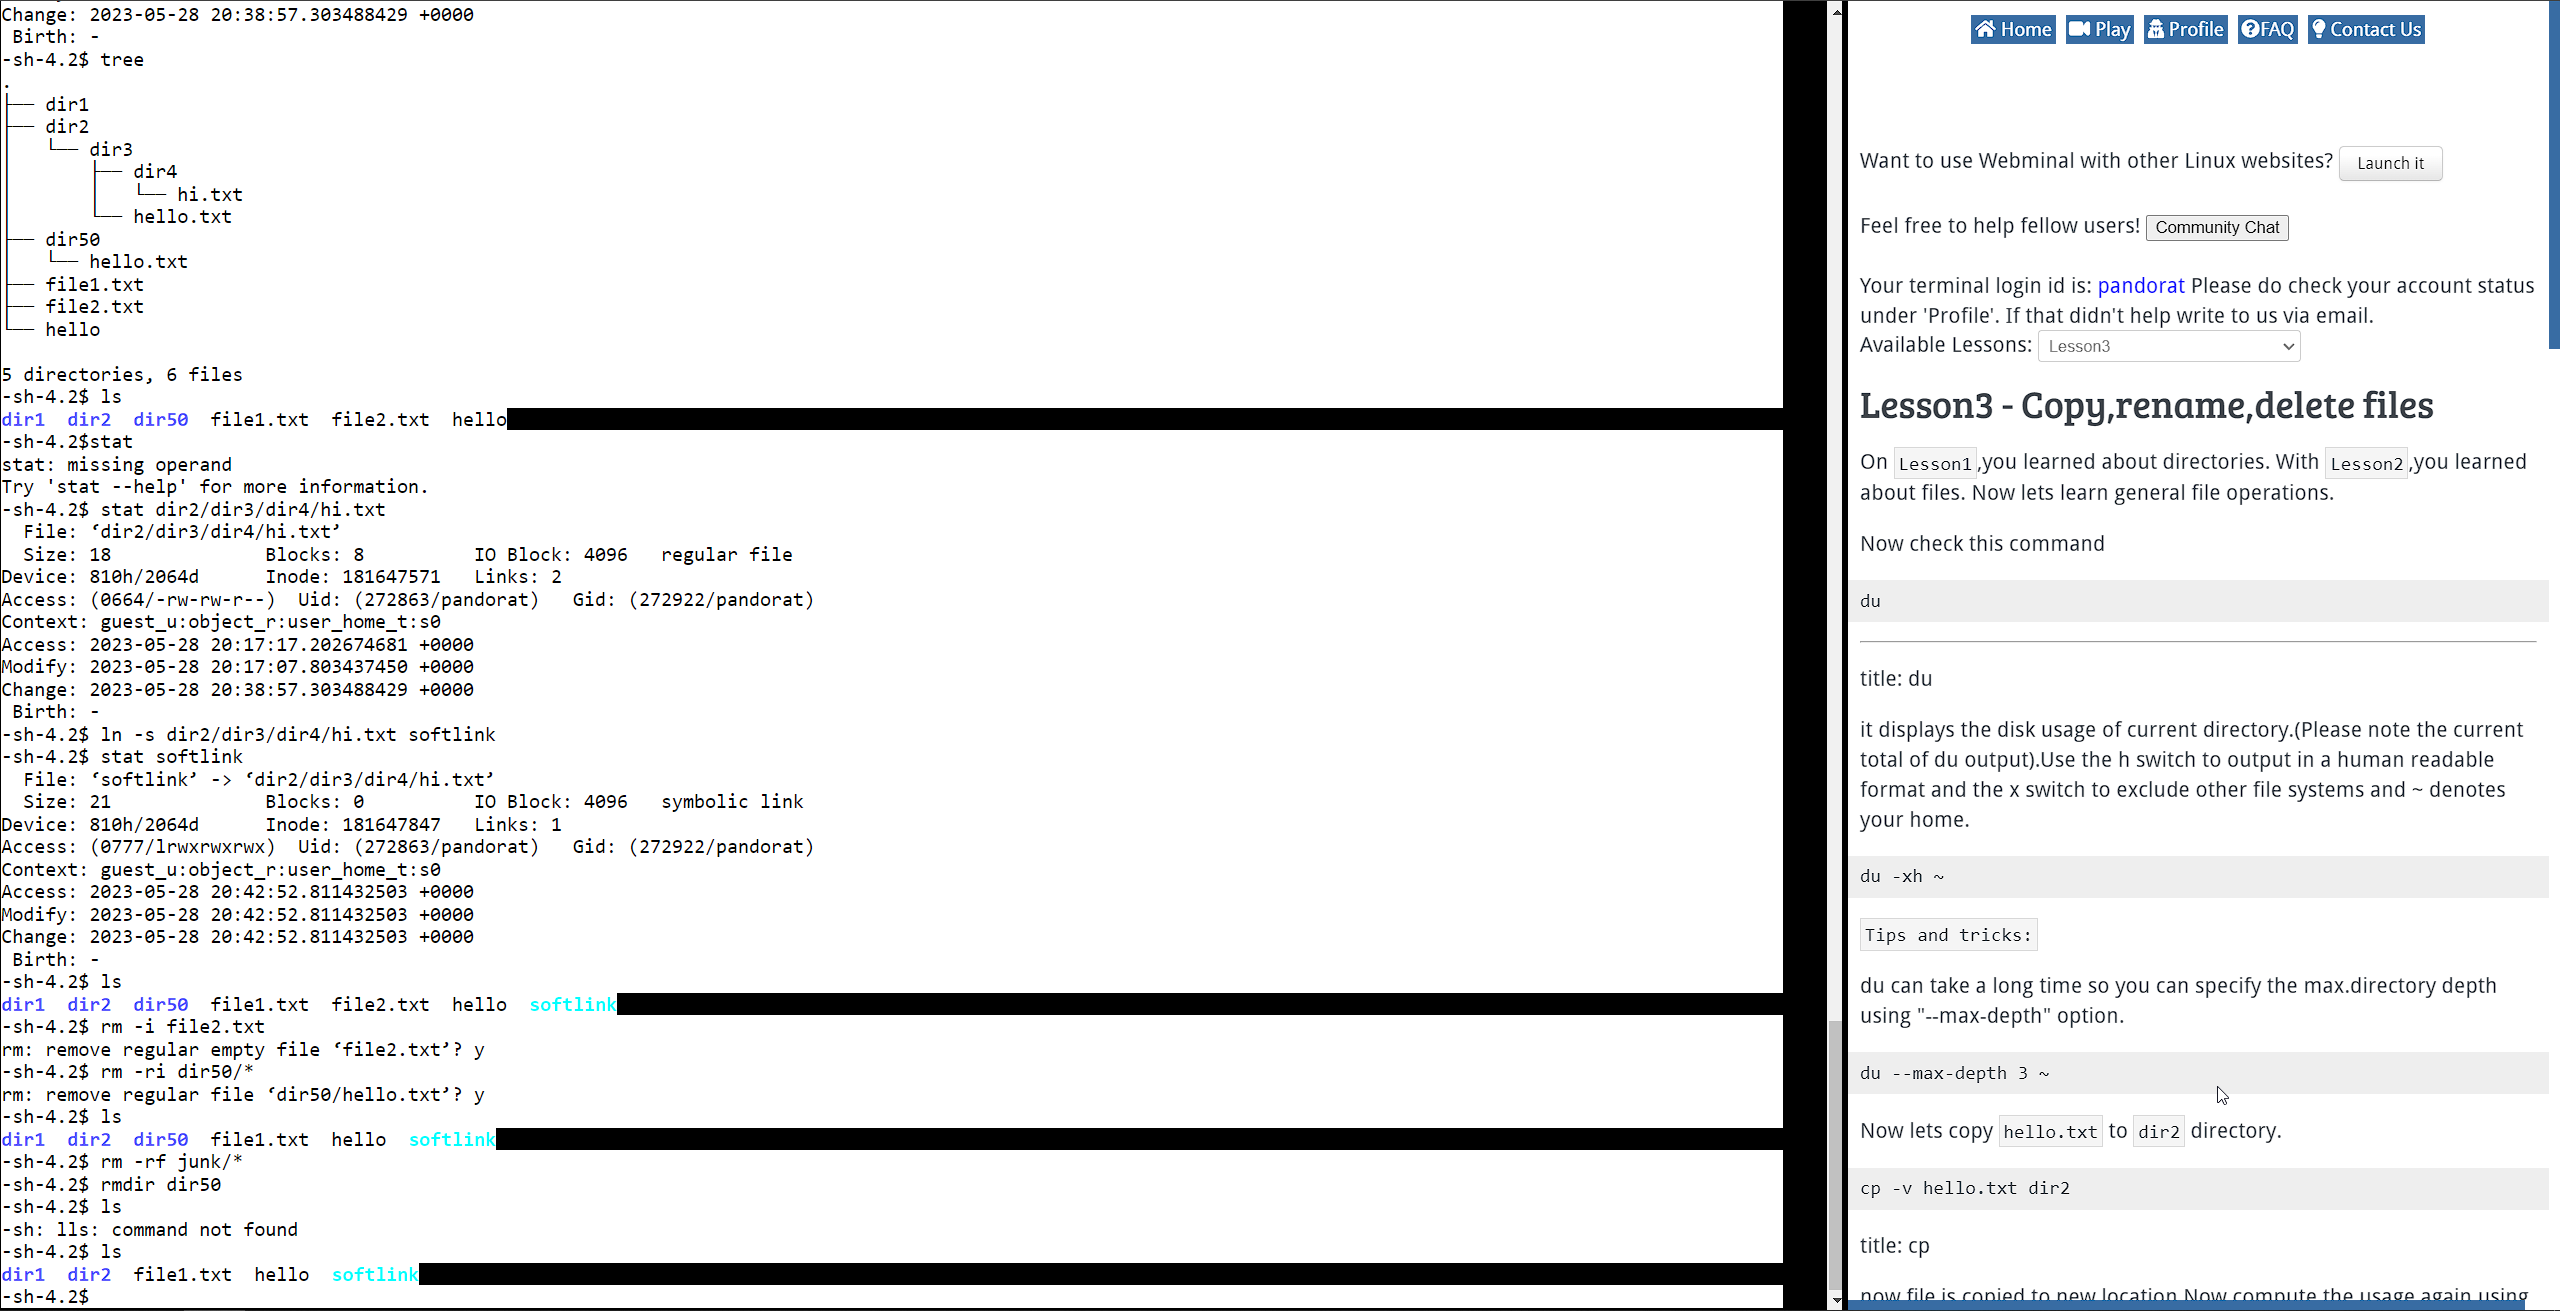 Change: 2023-05-28 20:38:57.303488429 +0000
 Birth: -
-sh-4.2$ tree
.
├── dir1
├── dir2
│   └── dir3
│       ├── dir4
│       │   └── hi.txt
│       └── hello.txt
├── dir50
│   └── hello.txt
├── file1.txt
├── file2.txt
└── hello

5 directories, 6 files
-sh-4.2$ ls
dir1  dir2  dir50  file1.txt  file2.txt  hello
-sh-4.2$stat
stat: missing operand
Try 'stat --help' for more information.
-sh-4.2$ stat dir2/dir3/dir4/hi.txt
  File: ‘dir2/dir3/dir4/hi.txt’
  Size: 18              Blocks: 8          IO Block: 4096   regular file
Device: 810h/2064d      Inode: 181647571   Links: 2
Access: (0664/-rw-rw-r--)  Uid: (272863/pandorat)   Gid: (272922/pandorat)
Context: guest_u:object_r:user_home_t:s0
Access: 2023-05-28 20:17:17.202674681 +0000
Modify: 2023-05-28 20:17:07.803437450 +0000
Change: 2023-05-28 20:38:57.303488429 +0000
 Birth: -
-sh-4.2$ ln -s dir2/dir3/dir4/hi.txt softlink
-sh-4.2$ stat softlink
  File: ‘softlink’ -> ‘dir2/dir3/dir4/hi.txt’
  Size: 21              Blocks: 0          IO Block: 4096   symbolic link
Device: 810h/2064d      Inode: 181647847   Links: 1
Access: (0777/lrwxrwxrwx)  Uid: (272863/pandorat)   Gid: (272922/pandorat)
Context: guest_u:object_r:user_home_t:s0
Access: 2023-05-28 20:42:52.811432503 +0000
Modify: 2023-05-28 20:42:52.811432503 +0000
Change: 2023-05-28 20:42:52.811432503 +0000
 Birth: -
-sh-4.2$ ls
dir1  dir2  dir50  file1.txt  file2.txt  hello  softlink
-sh-4.2$ rm -i file2.txt
rm: remove regular empty file ‘file2.txt’? y
-sh-4.2$ rm -ri dir50/*
rm: remove regular file ‘dir50/hello.txt’? y
-sh-4.2$ ls
dir1  dir2  dir50  file1.txt  hello  softlink
-sh-4.2$ rm -rf junk/*
-sh-4.2$ rmdir dir50
-sh-4.2$ ls
-sh: lls: command not found
-sh-4.2$ ls
dir1  dir2  file1.txt  hello  softlink
-sh-4.2$
Home Play Profile FAQ Contact Us
Want to use Webminal with other Linux websites? Launch it
Feel free to help fellow users! Community Chat
Your terminal login id is: pandorat Please do check your account status
under 'Profile'. If that didn't help write to us via email.
Available Lessons: Lesson3
Lesson3 - Copy,rename,delete files
On Lesson1,you learned about directories. With Lesson2,you learned
about files. Now lets learn general file operations.
Now check this command
du
title: du
it displays the disk usage of current directory.(Please note the current
total of du output).Use the h switch to output in a human readable
format and the x switch to exclude other file systems and ~ denotes
your home.
du -xh ~
Tips and tricks:
du can take a long time so you can specify the max.directory depth
using "--max-depth" option.
du --max-depth 3 ~
Now lets copy hello.txt to dir2 directory.
cp -v hello.txt dir2
title: cp
now file is copied to new location.Now compute the usage again using